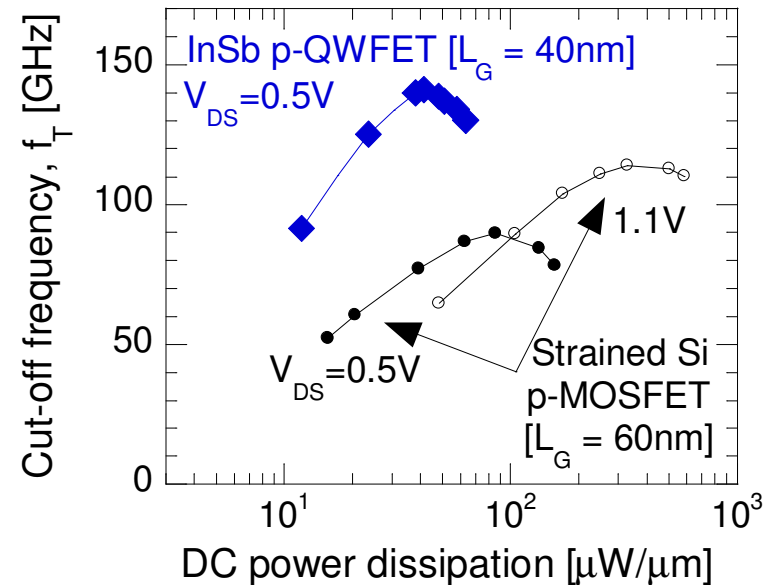 Cut-off frequency, f_T [GHz]
150
100
50
0
InSb p-QWFET [L_G = 40nm]
V_DS=0.5V
1.1V
V_DS=0.5V
Strained Si
p-MOSFET
[L_G = 60nm]
10^1
10^2
10^3
DC power dissipation [μW/μm]